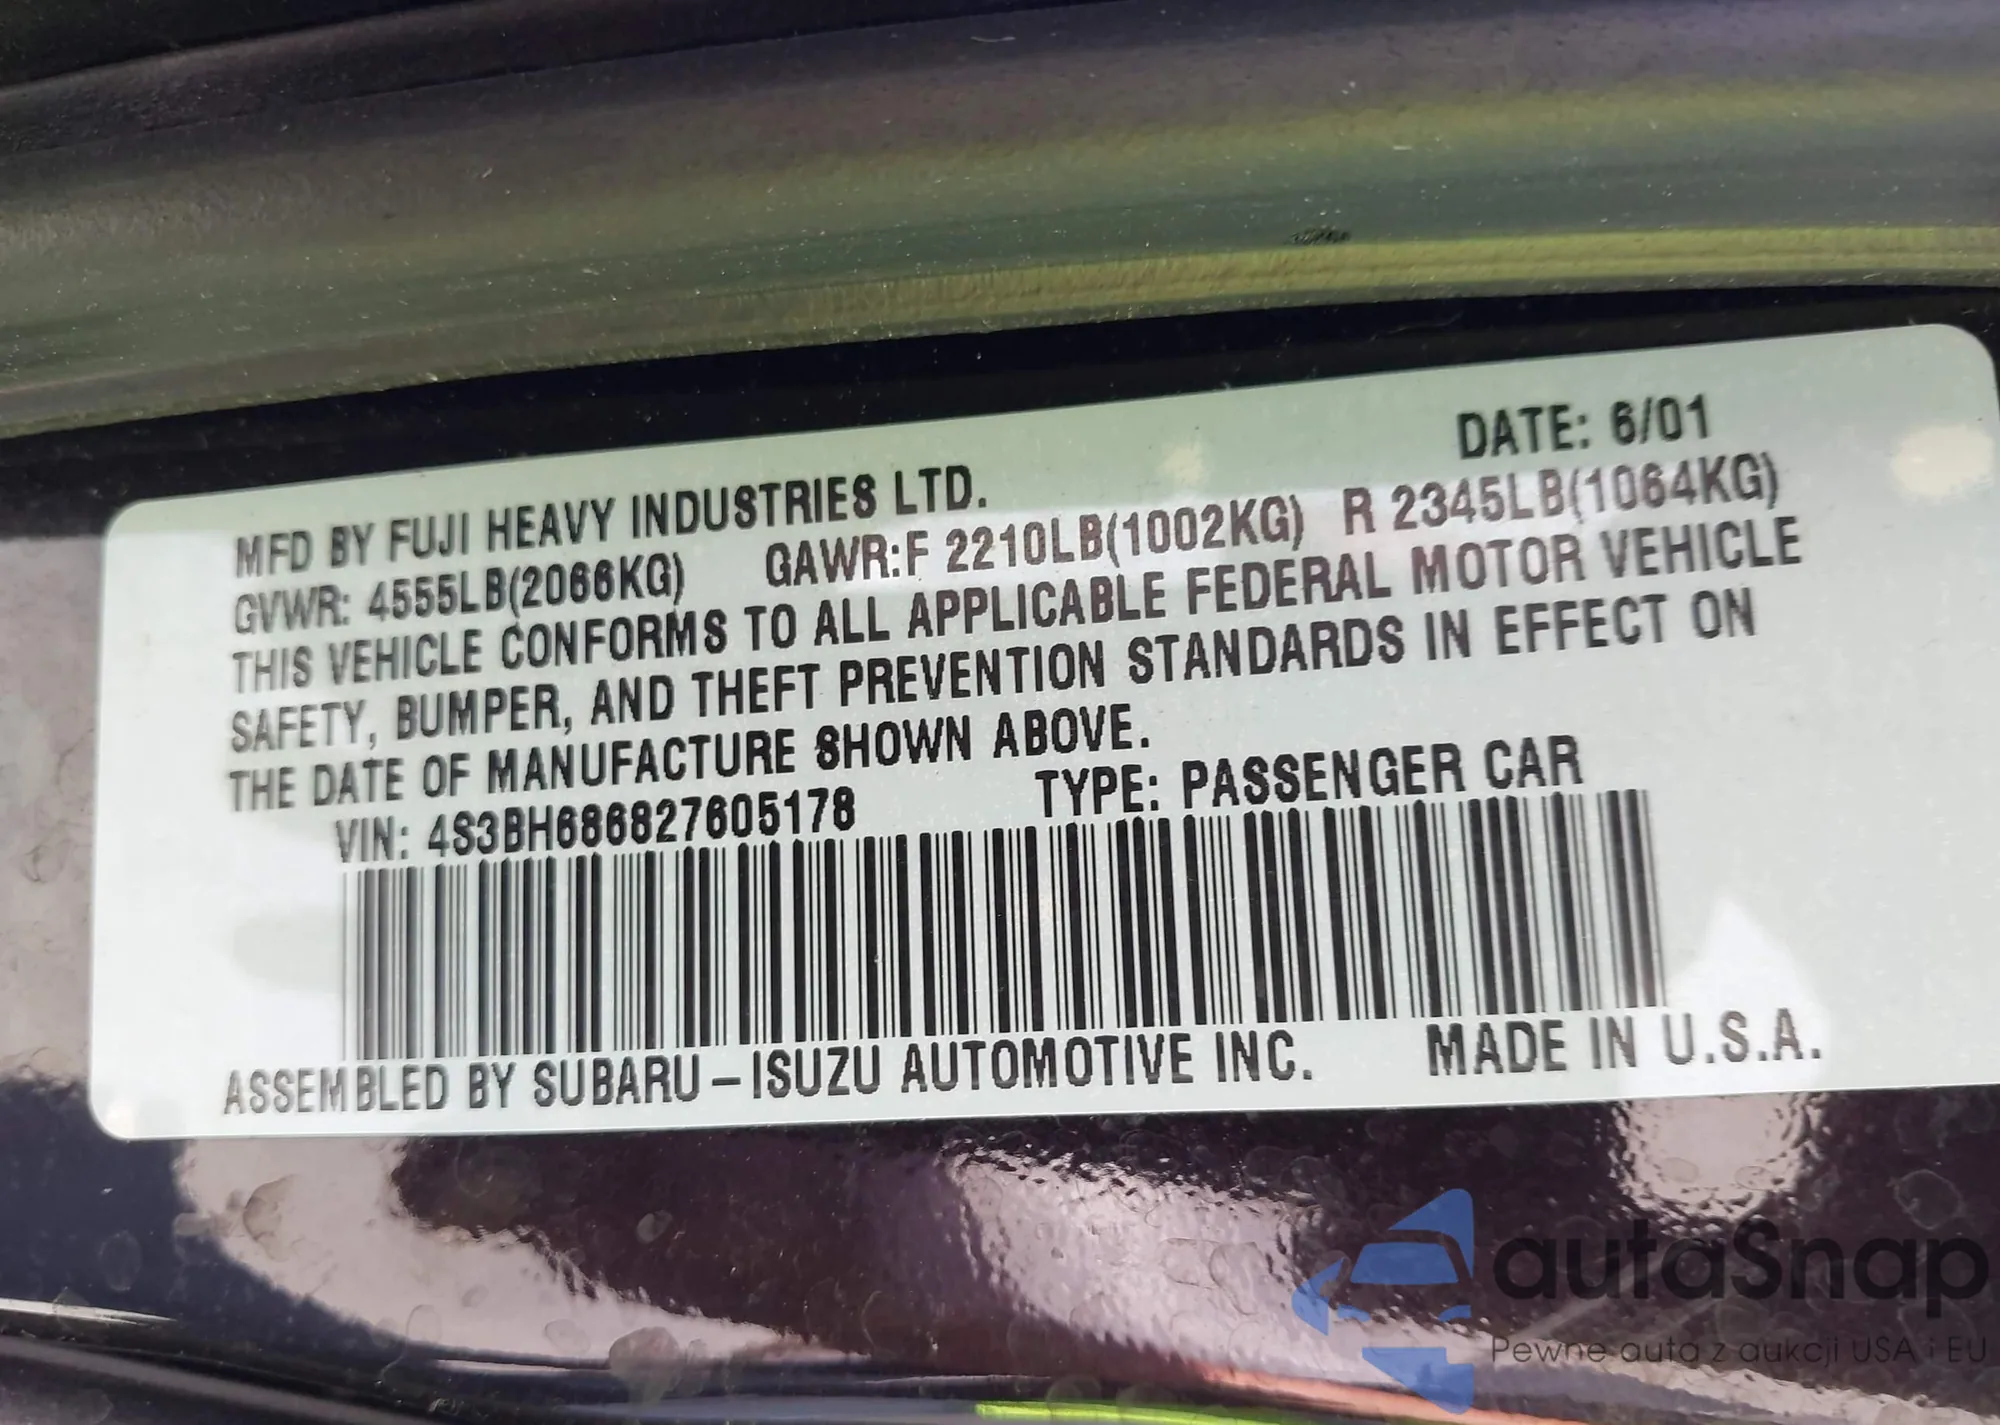 DATE: 6/01
MFD BY FUJI HEAVY INDUSTRIES LTD.
GVWR: 4555LB(2066KG) GAWR:F 2210LB(1002KG) R 2345LB(1064KG)
THIS VEHICLE CONFORMS TO ALL APPLICABLE FEDERAL MOTOR VEHICLE
SAFETY, BUMPER, AND THEFT PREVENTION STANDARDS IN EFFECT ON
THE DATE OF MANUFACTURE SHOWN ABOVE.
VIN: 4S3BH686827605178 TYPE: PASSENGER CAR
ASSEMBLED BY SUBARU-ISUZU AUTOMOTIVE INC. MADE IN U.S.A.
autaSnap
Pewne auta z aukcji USA i EU